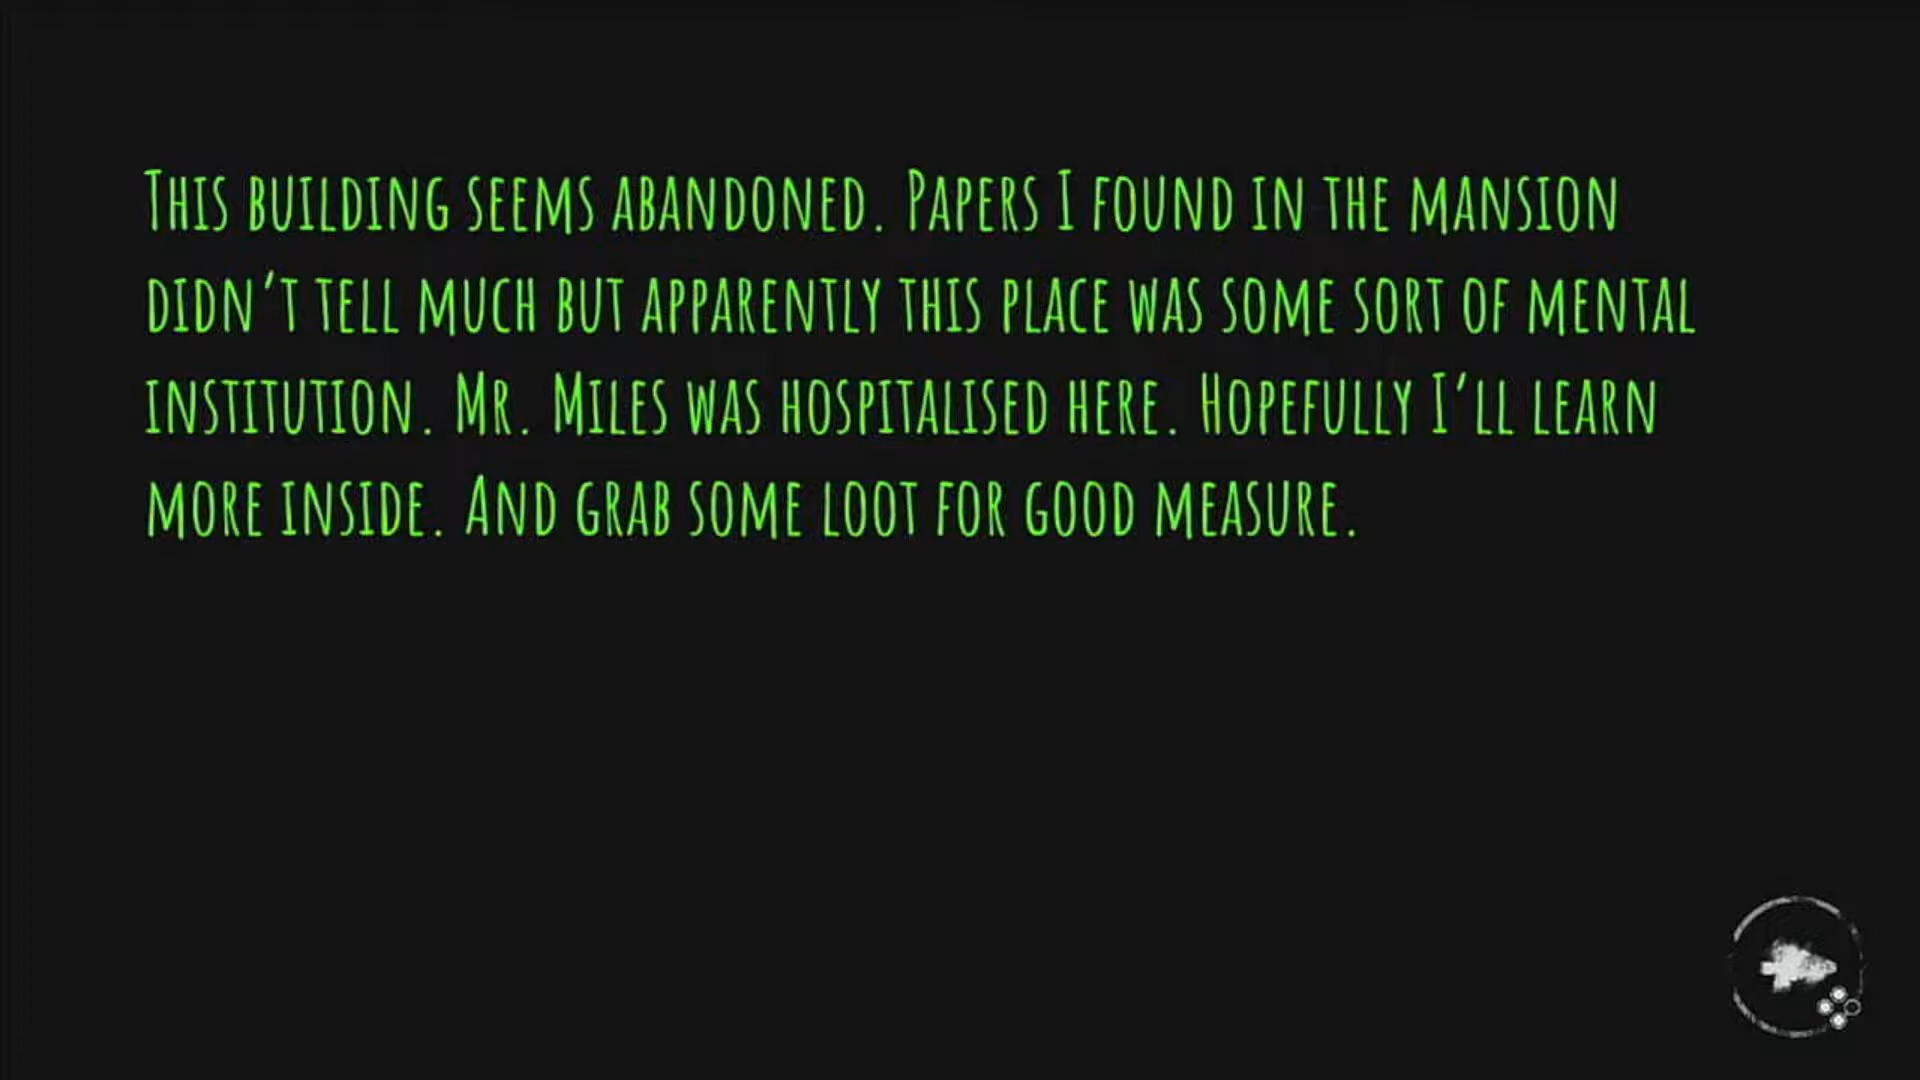 This building seems abandoned. Papers I found in the mansion
didn't tell much but apparently this place was some sort of mental
institution. Mr. Miles was hospitalised here. Hopefully I'll learn
more inside. And grab some loot for good measure.